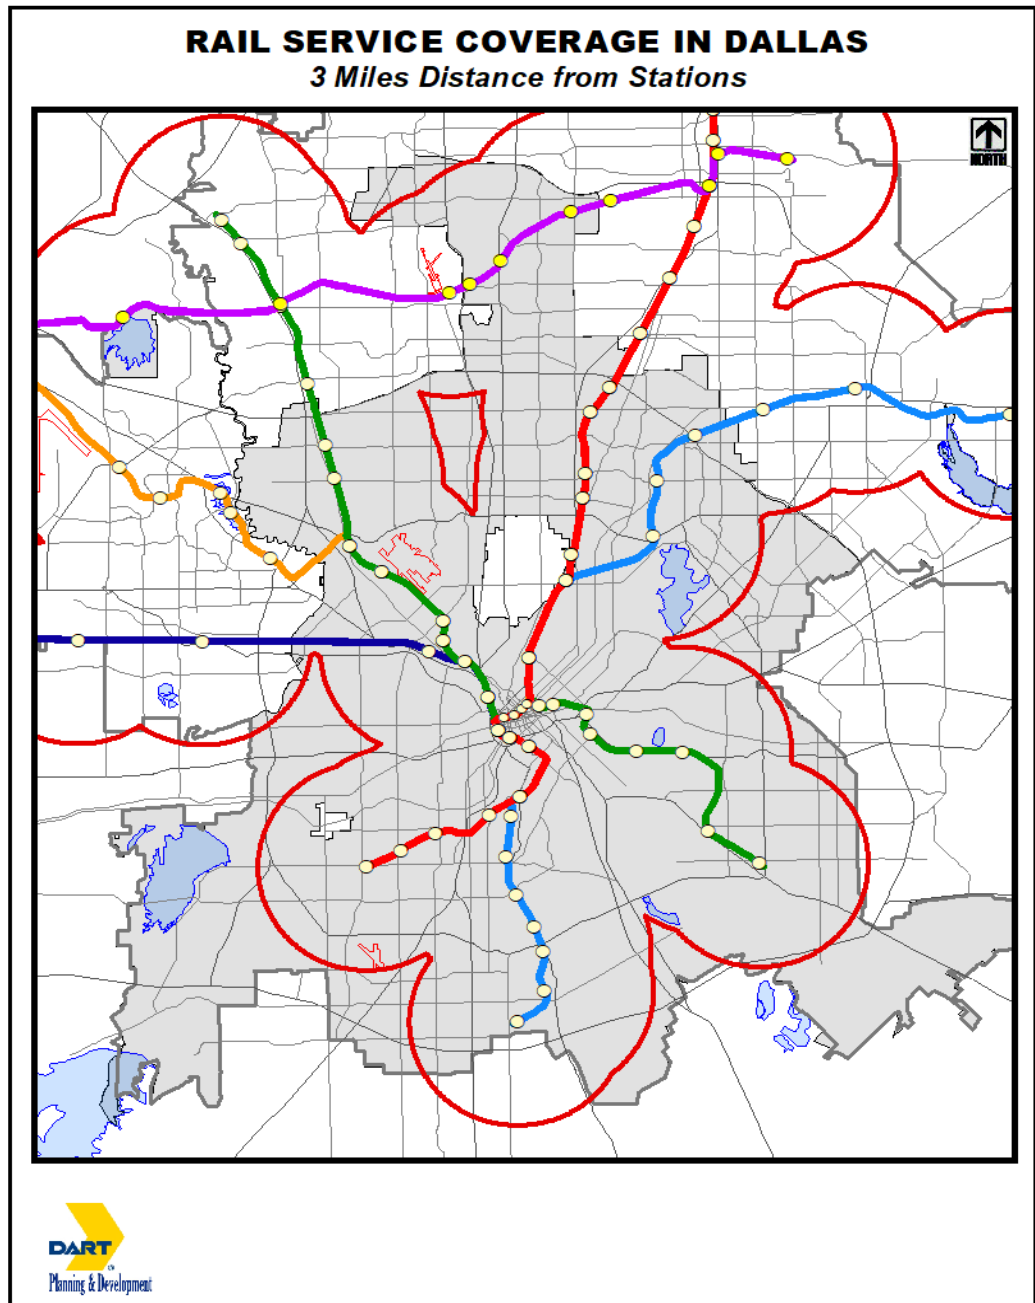 RAIL SERVICE COVERAGE IN DALLAS
3 Miles Distance from Stations
NORTH
DART
Planning & Development